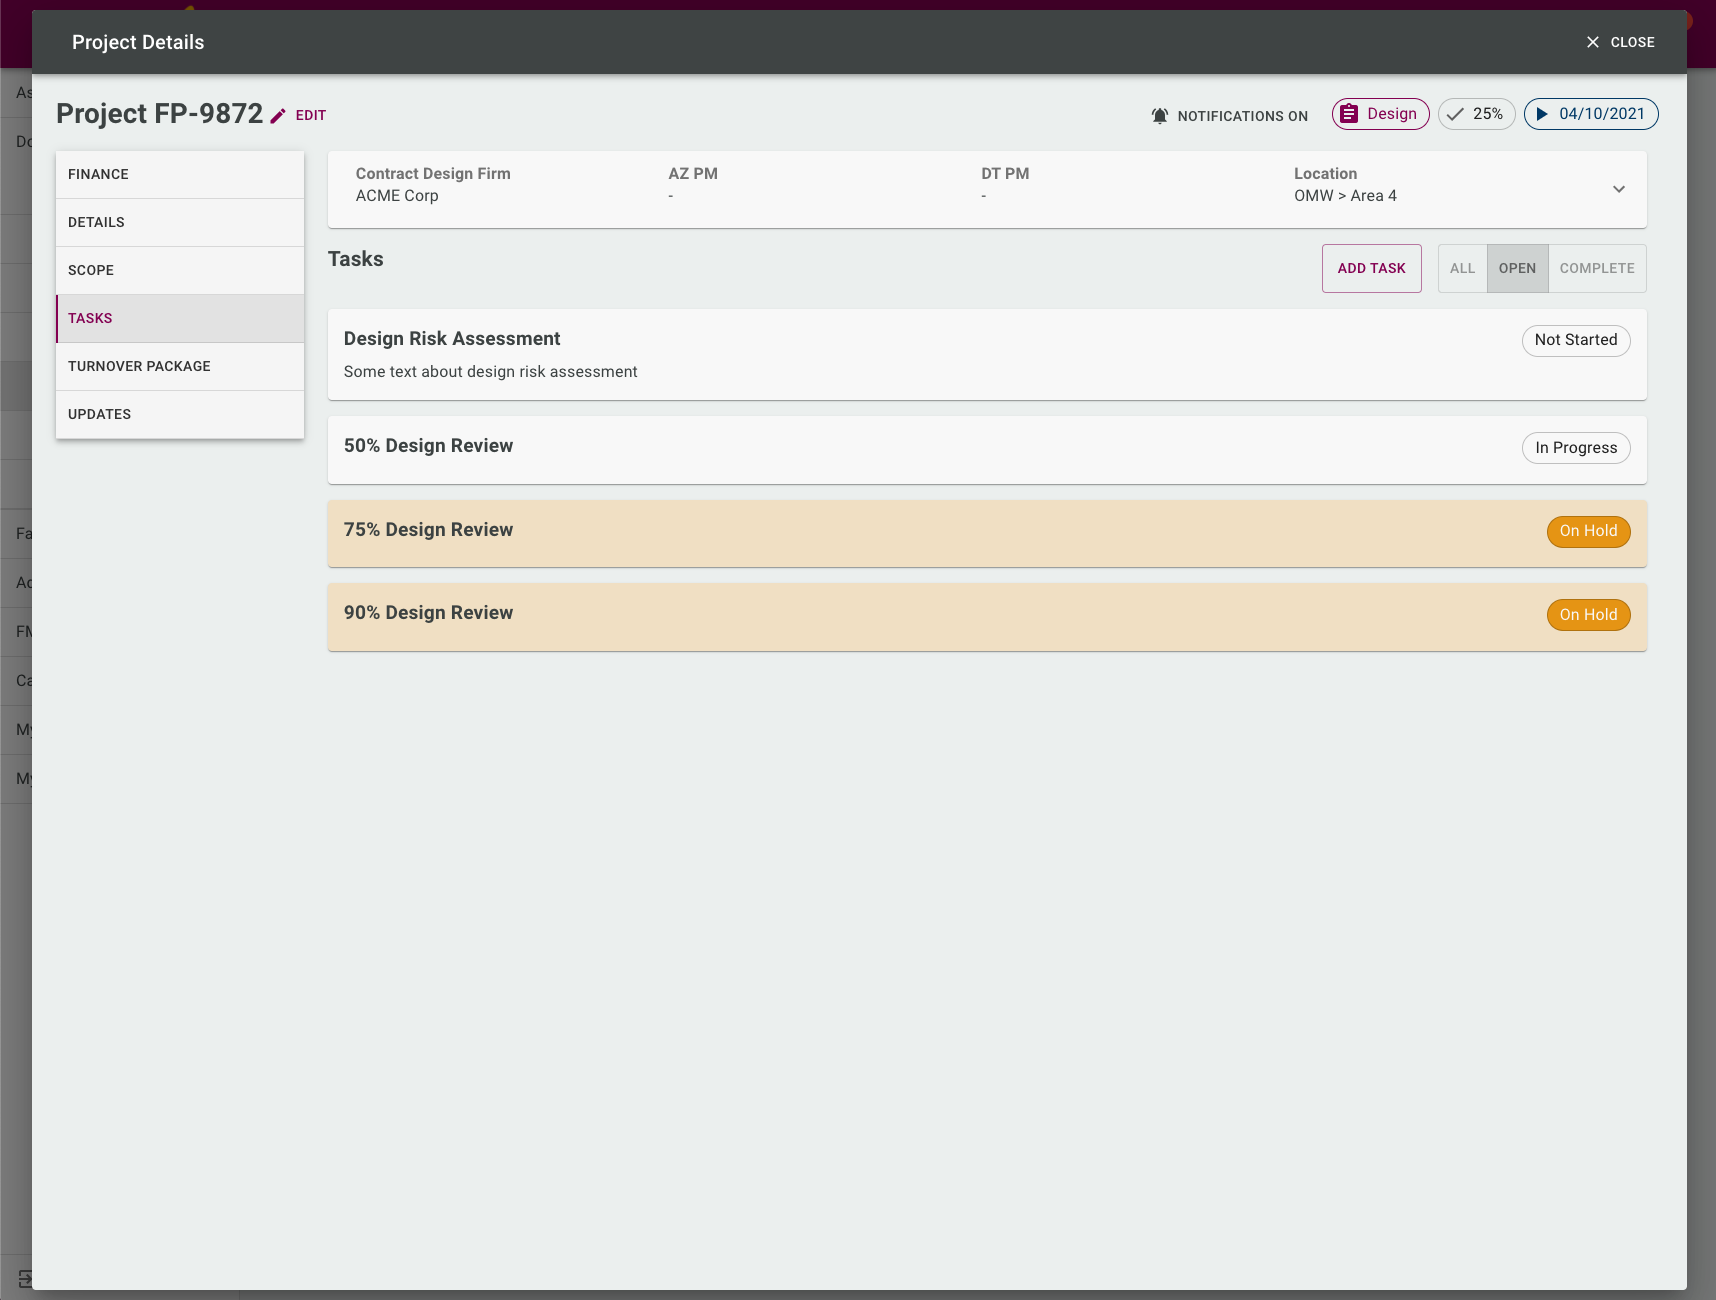 Project Details
CLOSE
Project FP-9872
EDIT
NOTIFICATIONS ON
Design
25%
04/10/2021
FINANCE
DETAILS
SCOPE
TASKS
TURNOVER PACKAGE
UPDATES
Contract Design Firm
ACME Corp
AZ PM
-
DT PM
-
Location
OMW > Area 4
Tasks
ADD TASK
ALL
OPEN
COMPLETE
Design Risk Assessment
Not Started
Some text about design risk assessment
50% Design Review
In Progress
75% Design Review
On Hold
90% Design Review
On Hold